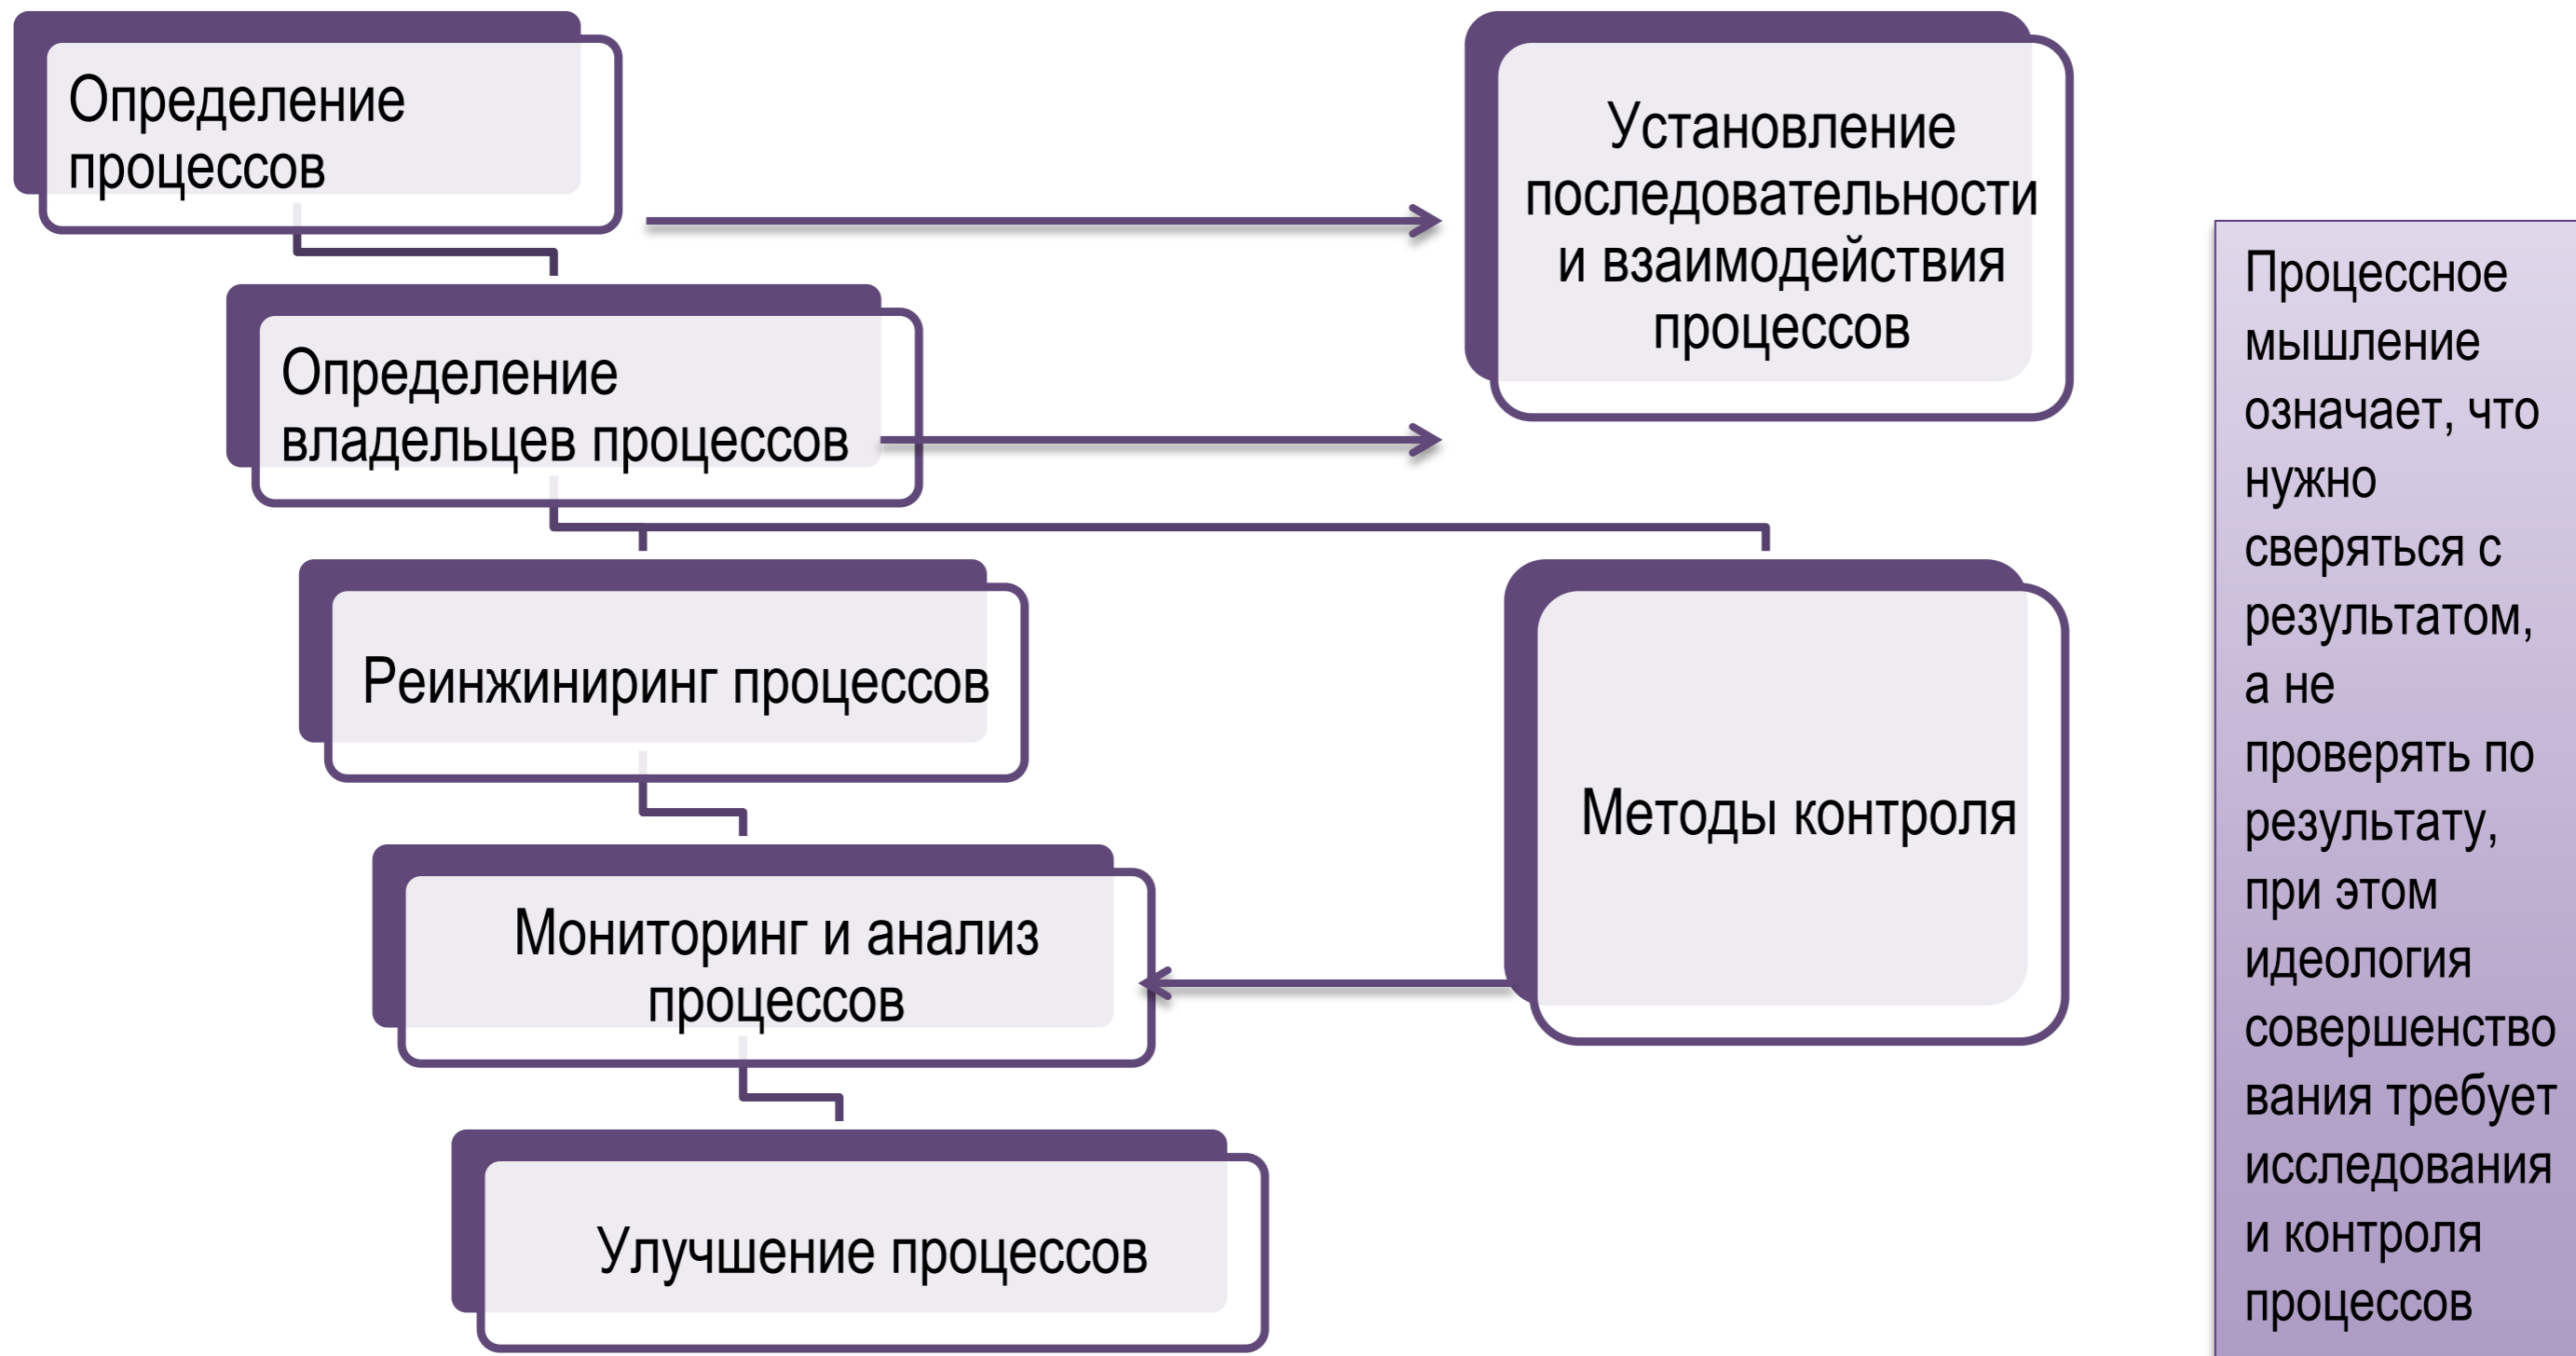 Определение
процессов
Установление
последовательности
и взаимодействия
процессов
Определение
владельцев процессов
Реинжиниринг процессов
Методы контроля
Мониторинг и анализ
процессов
Улучшение процессов
Процессное
мышление
означает, что
нужно
сверяться с
результатом,
а не
проверять по
результату,
при этом
идеология
совершенство
вания требует
исследования
и контроля
процессов